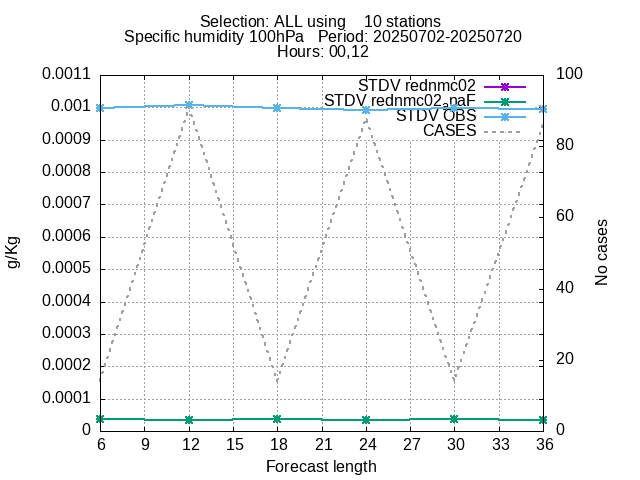 Selection: ALL using    10 stations
Specific humidity 100hPa   Period: 20250702-20250720
Hours: 00,12
0.0011
0.001
0.0009
0.0008
0.0007
0.0006
0.0005
0.0004
0.0003
0.0002
0.0001
0
g/Kg
STDV rednmc02
STDV rednmc02_naF
STDV OBS
CASES
100
80
60
40
20
0
No cases
6 9 12 15 18 21 24 27 30 33 36
Forecast length